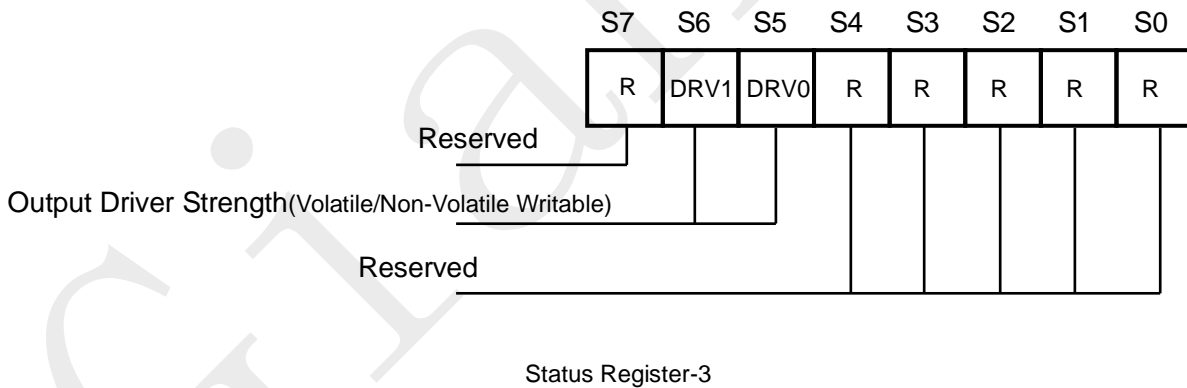 S7 S6 S5 S4 S3 S2 S1 S0
R DRV1 DRV0 R R R R R
Reserved
Output Driver Strength(Volatile/Non-Volatile Writable)
Reserved
Status Register-3